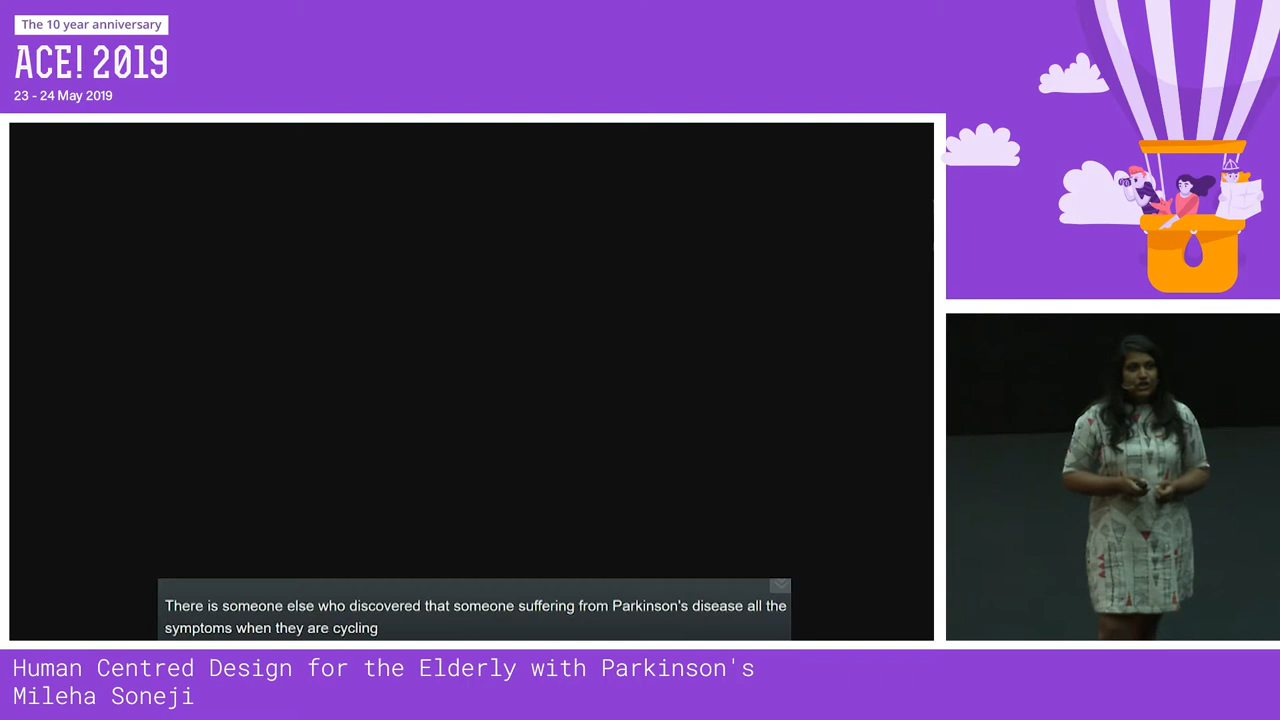 The 10 year anniversary
ACE! 2019
23 - 24 May 2019
There is someone else who discovered that someone suffering from Parkinson's disease all the
symptoms when they are cycling
Human Centred Design for the Elderly with Parkinson's
Mileha Soneji